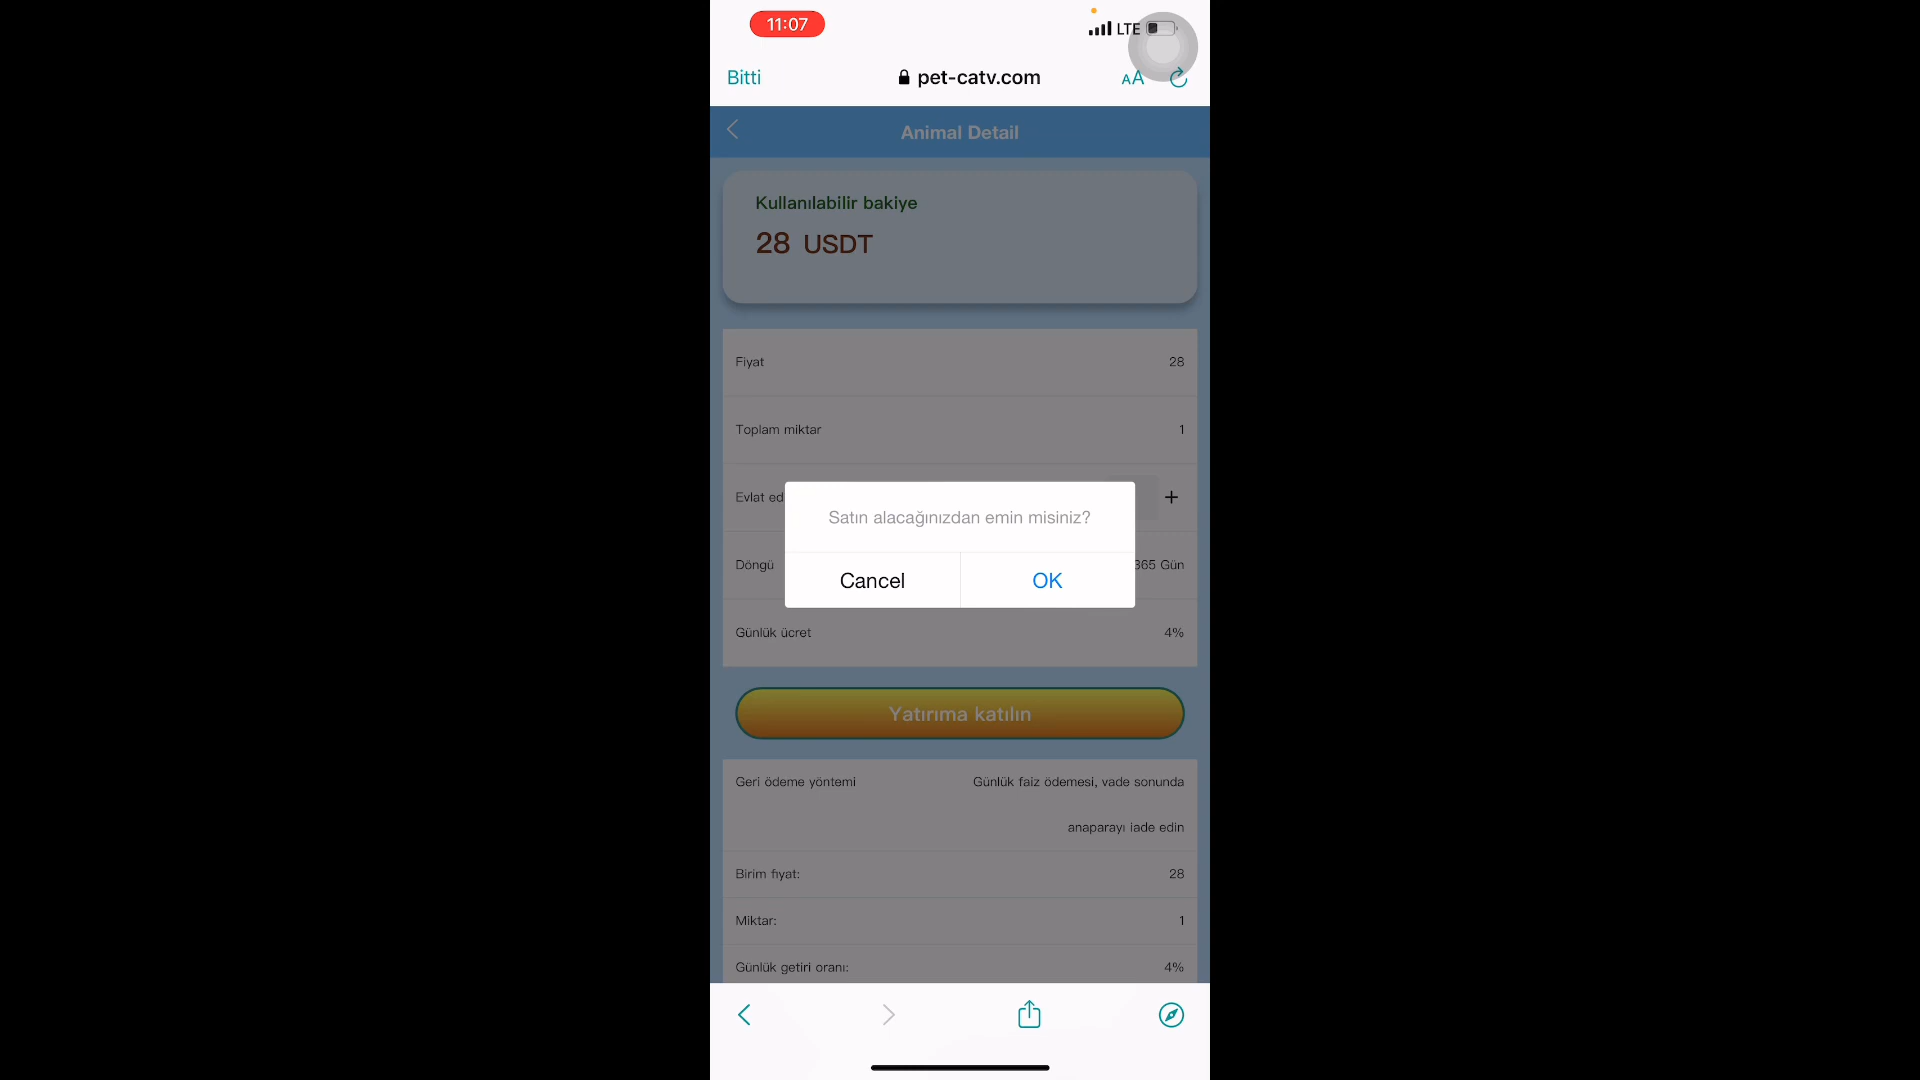 11:07
LTE
Bitti
pet-catv.com
AA
Animal Detail
Kullanılabilir bakiye
28 USDT
Fiyat 28
Toplam miktar 1
Evlat ed
+
Satın alacağınızdan emin misiniz?
Döngü 365 Gün
Cancel OK
Günlük ücret 4%
Yatırıma katılın
Geri ödeme yöntemi Günlük faiz ödemesi, vade sonunda
anaparayı iade edin
Birim fiyat: 28
Miktar: 1
Günlük getiri oranı: 4%